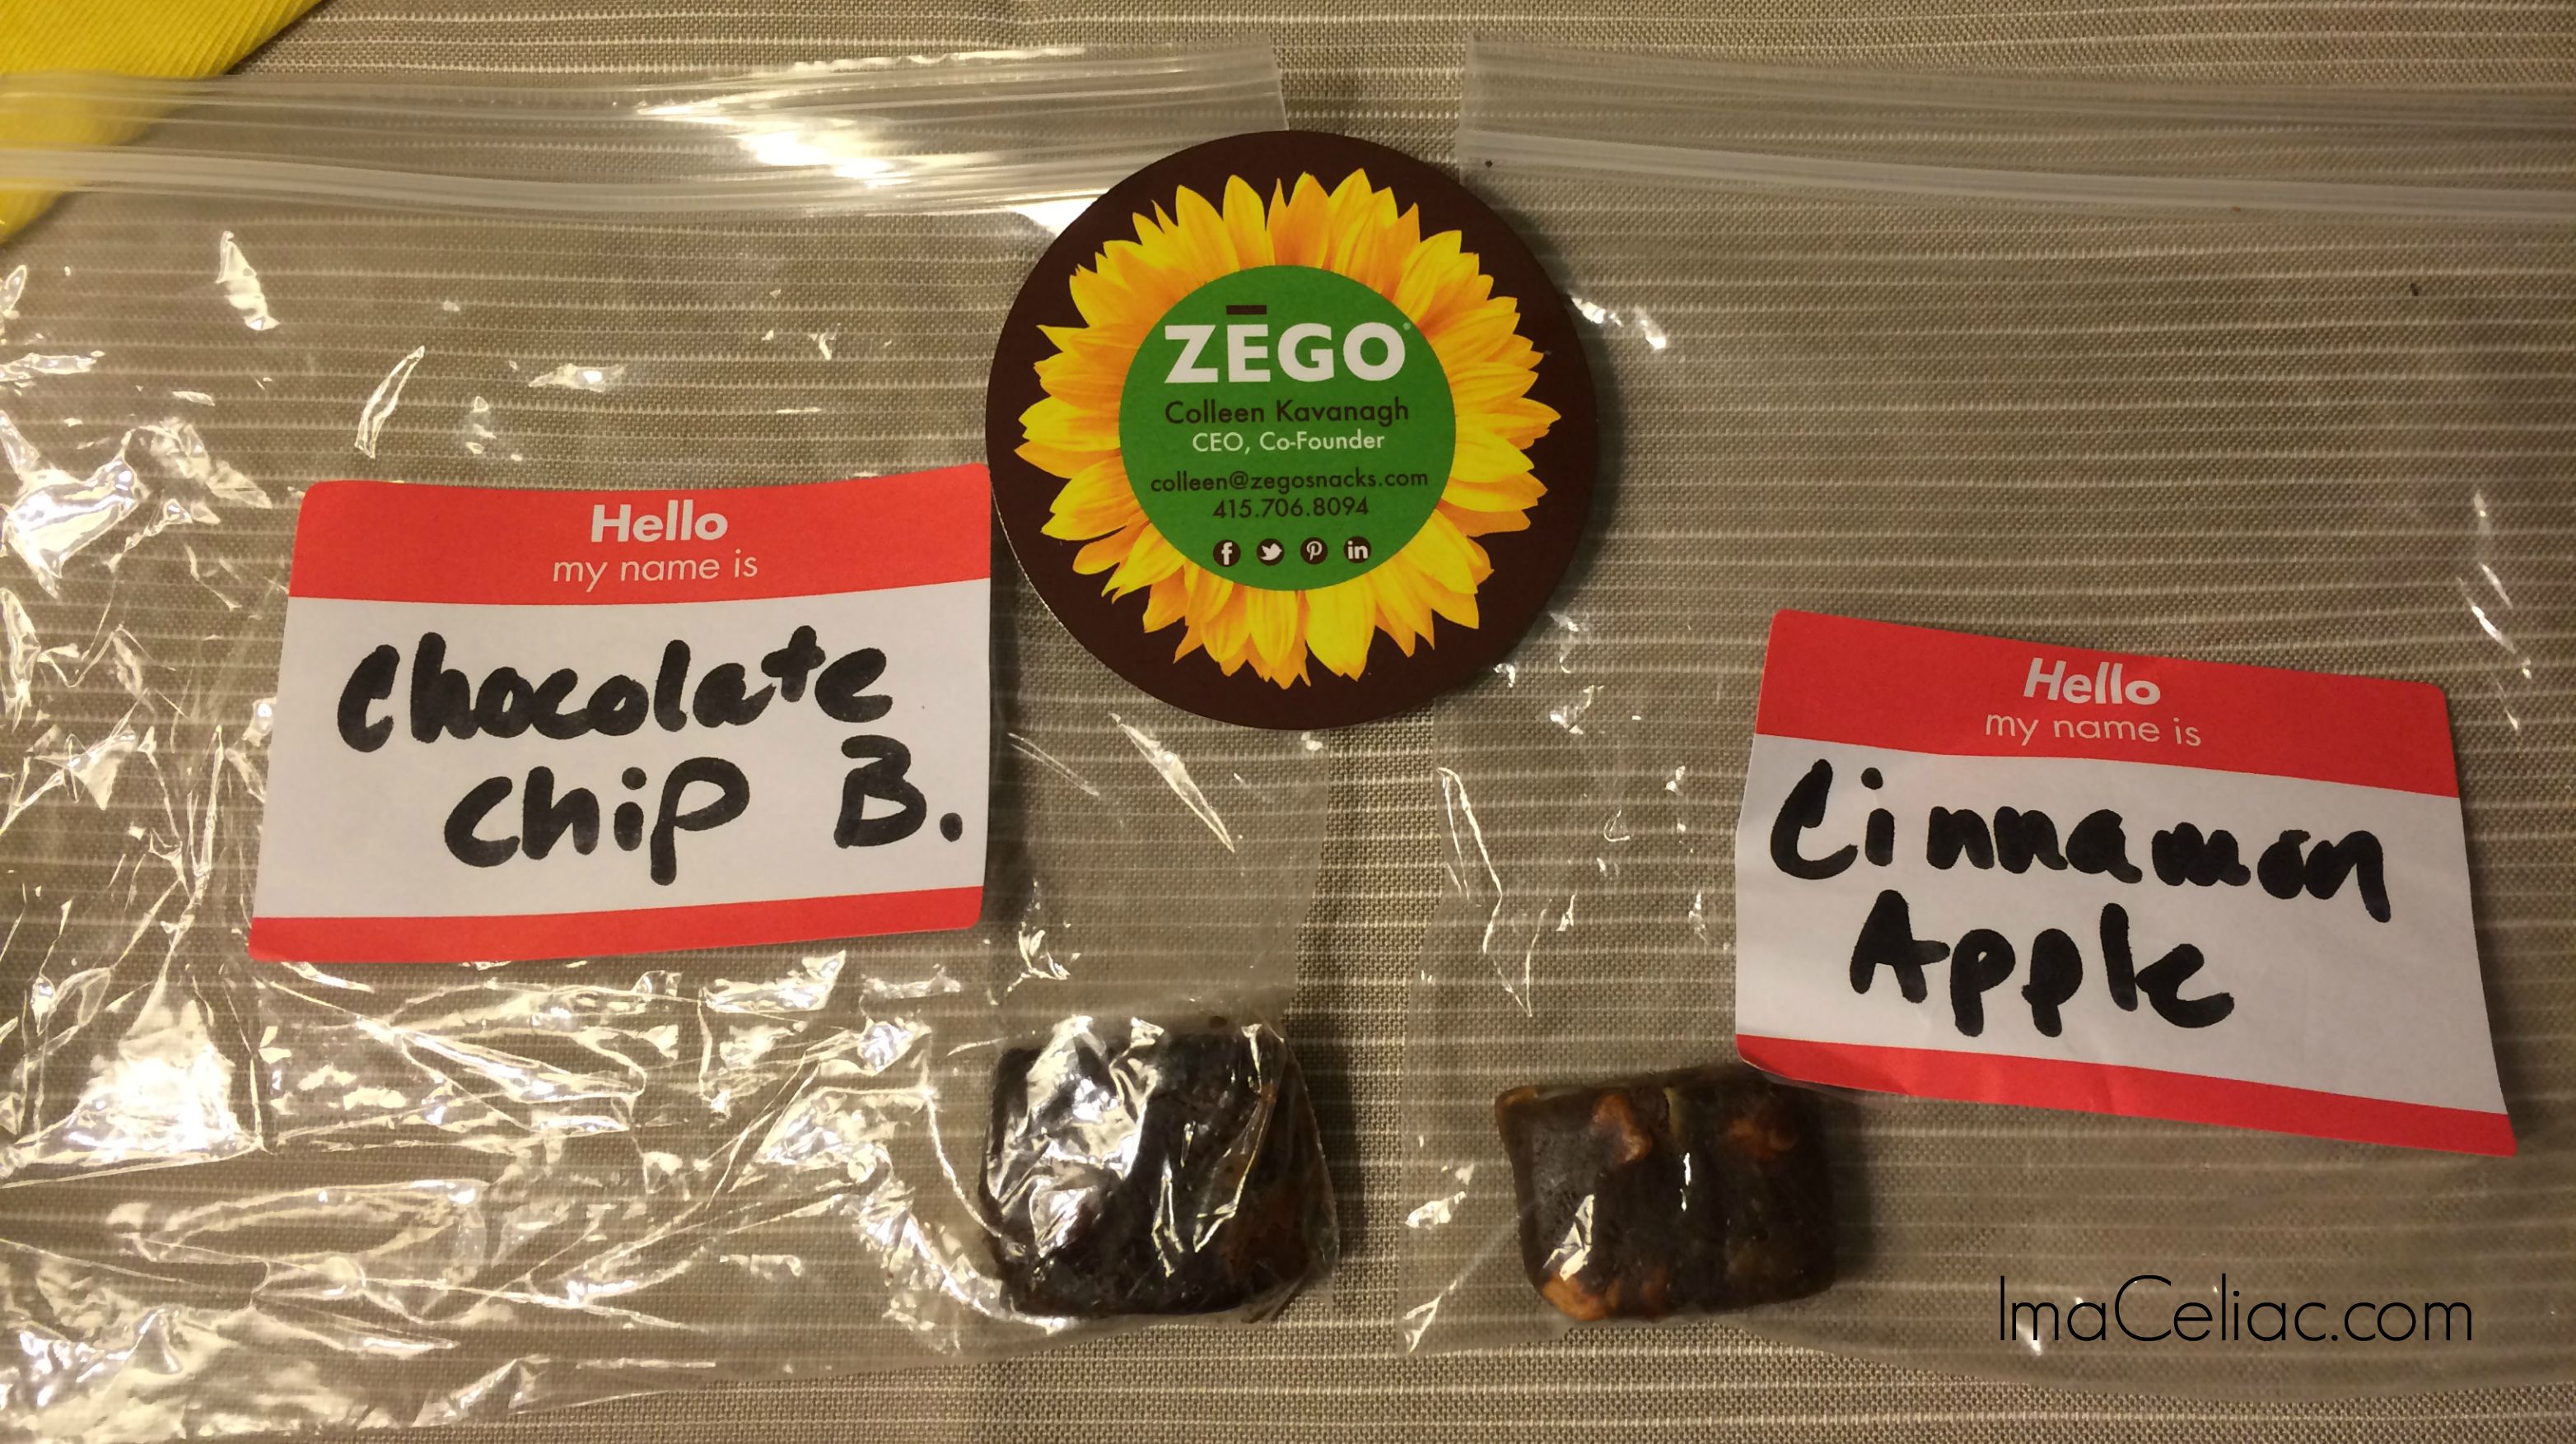 ZĒGO
Colleen Kavanagh
CEO, Co-Founder
colleen@zegosnacks.com
415.706.8094
Hello
my name is
Chocolate
Chip B.
Hello
my name is
Cinnamon
Apple
ImaCeliac.com